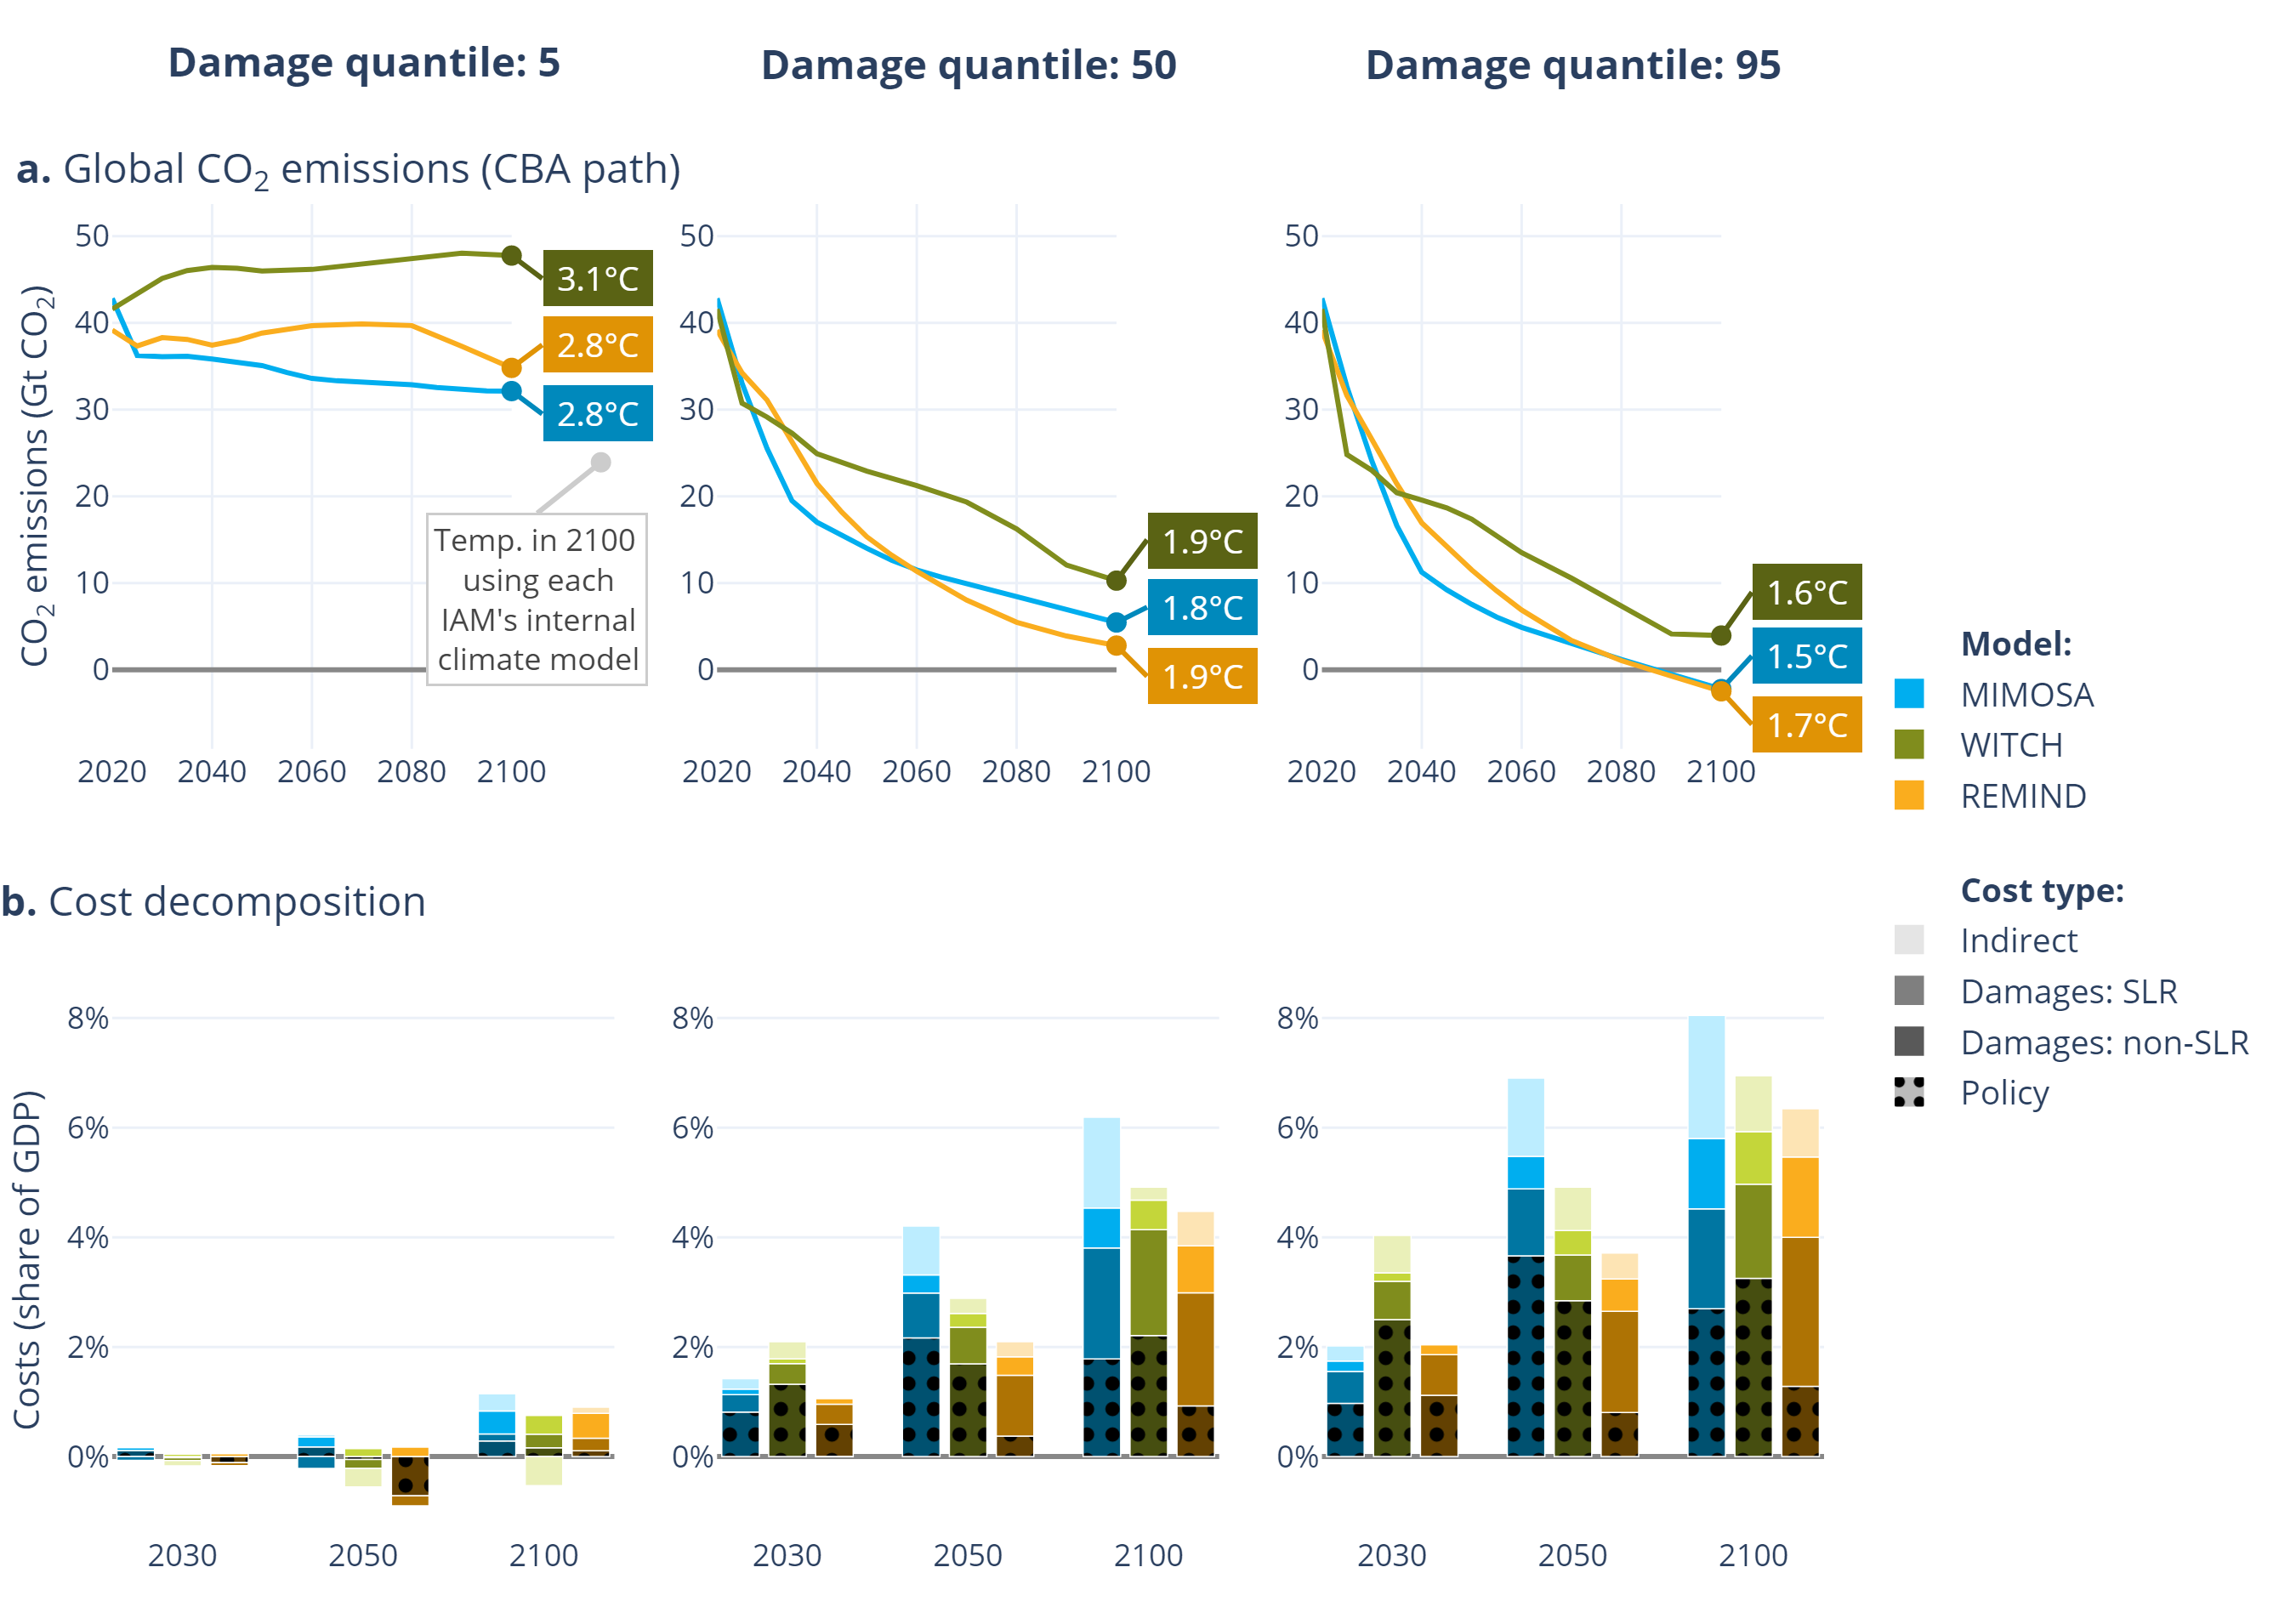 Damage quantile: 5
Damage quantile: 50
Damage quantile: 95
a. Global CO2 emissions (CBA path)
CO2 emissions (Gt CO2)
50
40
30
20
10
0
2020 2040 2060 2080 2100
3.1°C
2.8°C
2.8°C
Temp. in 2100
using each
IAM's internal
climate model
50
40
30
20
10
0
2020 2040 2060 2080 2100
1.9°C
1.8°C
1.9°C
50
40
30
20
10
0
2020 2040 2060 2080 2100
1.6°C
1.5°C
1.7°C
Model:
MIMOSA
WITCH
REMIND
Cost type:
Indirect
Damages: SLR
Damages: non-SLR
Policy
b. Cost decomposition
Costs (share of GDP)
8%
6%
4%
2%
0%
2030 2050 2100
8%
6%
4%
2%
0%
2030 2050 2100
8%
6%
4%
2%
0%
2030 2050 2100